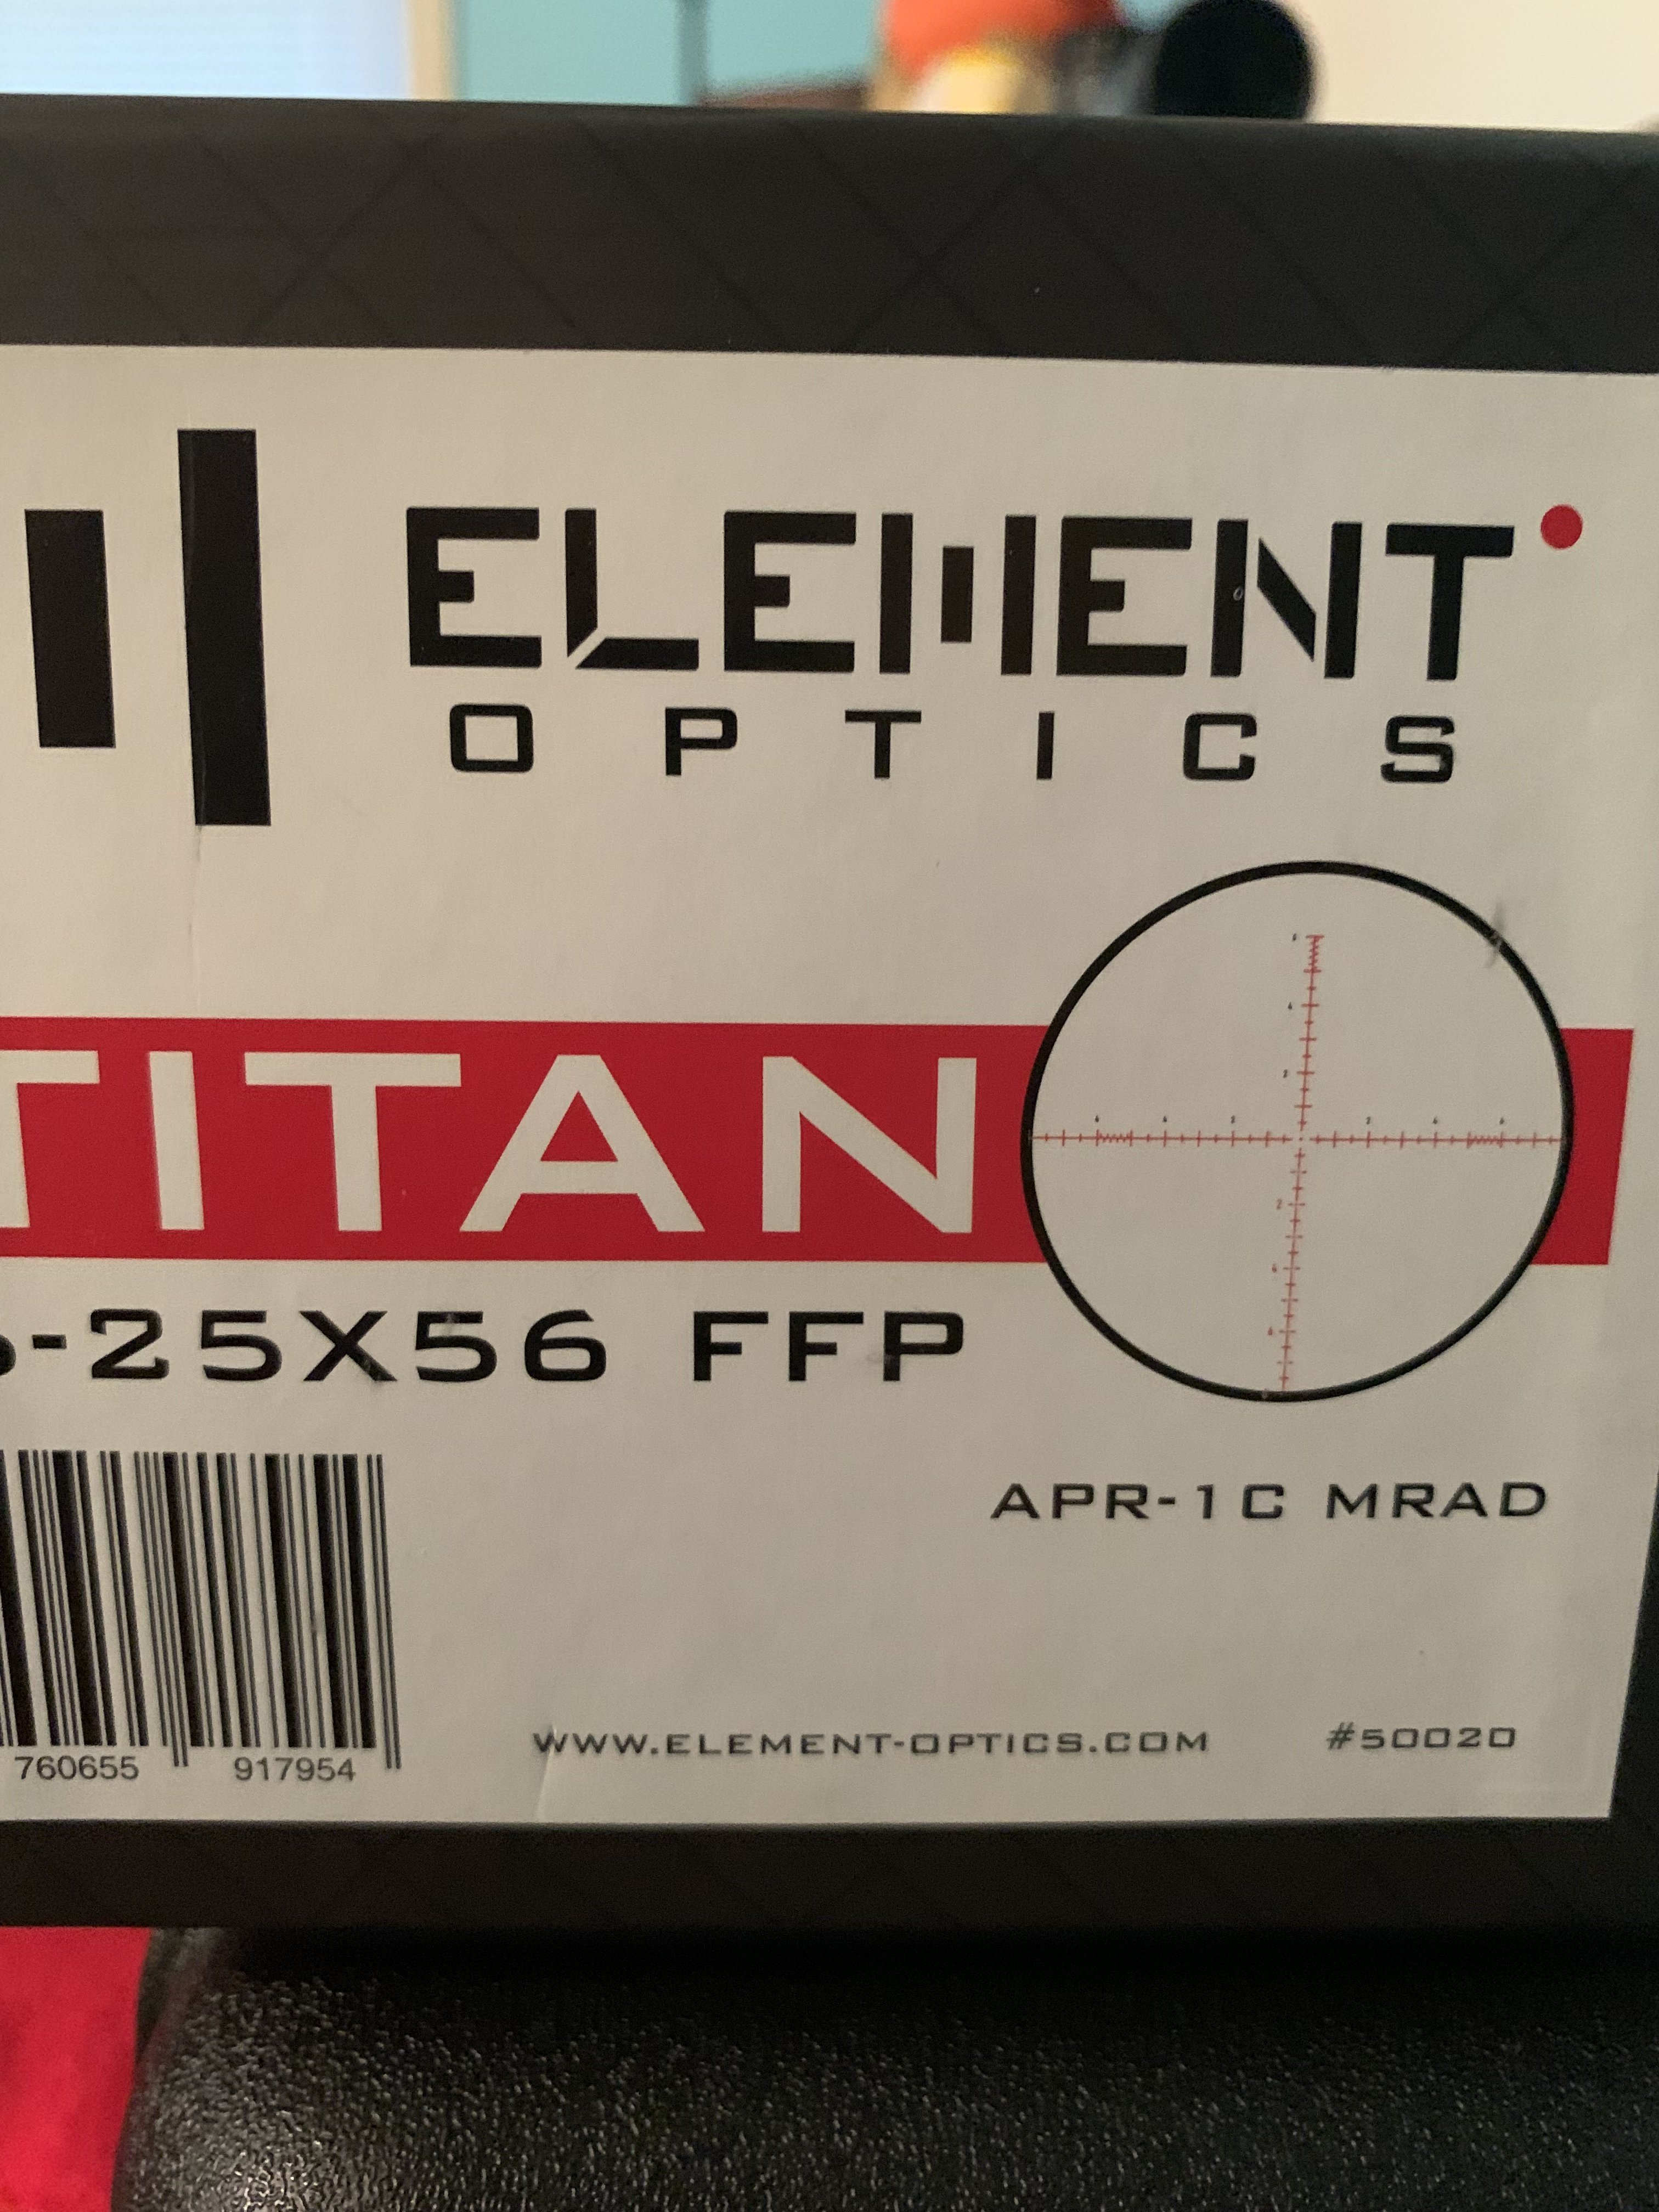 ELEMENT
OPTICS
TITAN
-25X56 FFP
APR-1C MRAD
760655 917954
WWW.ELEMENT-OPTICS.COM #50020